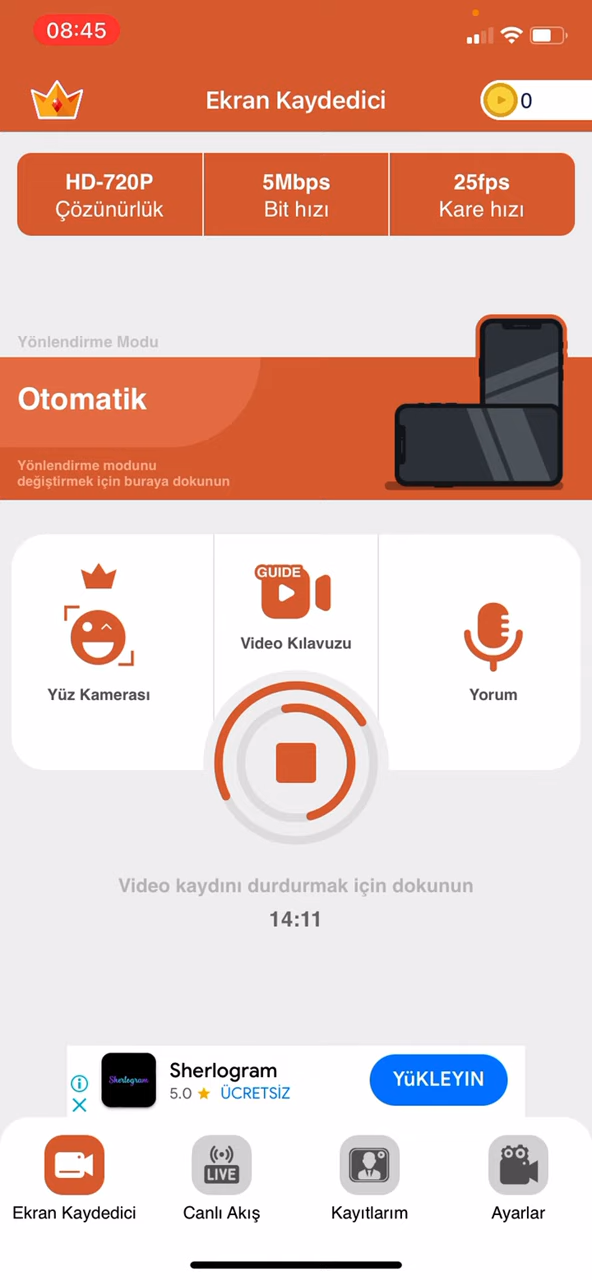 08:45
Ekran Kaydedici
0
HD-720P
Çözünürlük
5Mbps
Bit hızı
25fps
Kare hızı
Yönlendirme Modu
Otomatik
Yönlendirme modunu
değiştirmek için buraya dokunun
GUIDE
Video Kılavuzu
Yüz Kamerası
Yorum
Video kaydını durdurmak için dokunun
14:11
Sherlogram
Sherlogram
5.0 ★ ÜCRETSİZ
YüKLEYIN
LIVE
Ekran Kaydedici
Canlı Akış
Kayıtlarım
Ayarlar